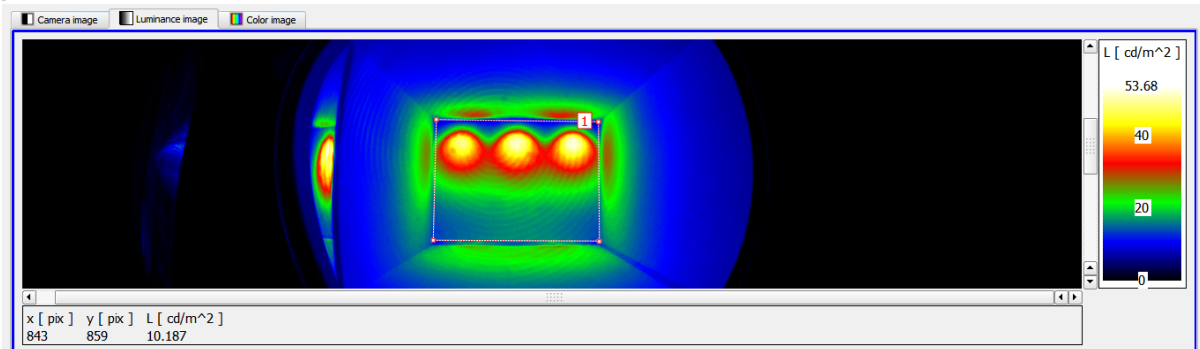 Camera image Luminance image Color image
L [ cd/m^2 ]
53.68
1
40
20
0
x [ pix ] y [ pix ] L [ cd/m^2 ]
843 859 10.187